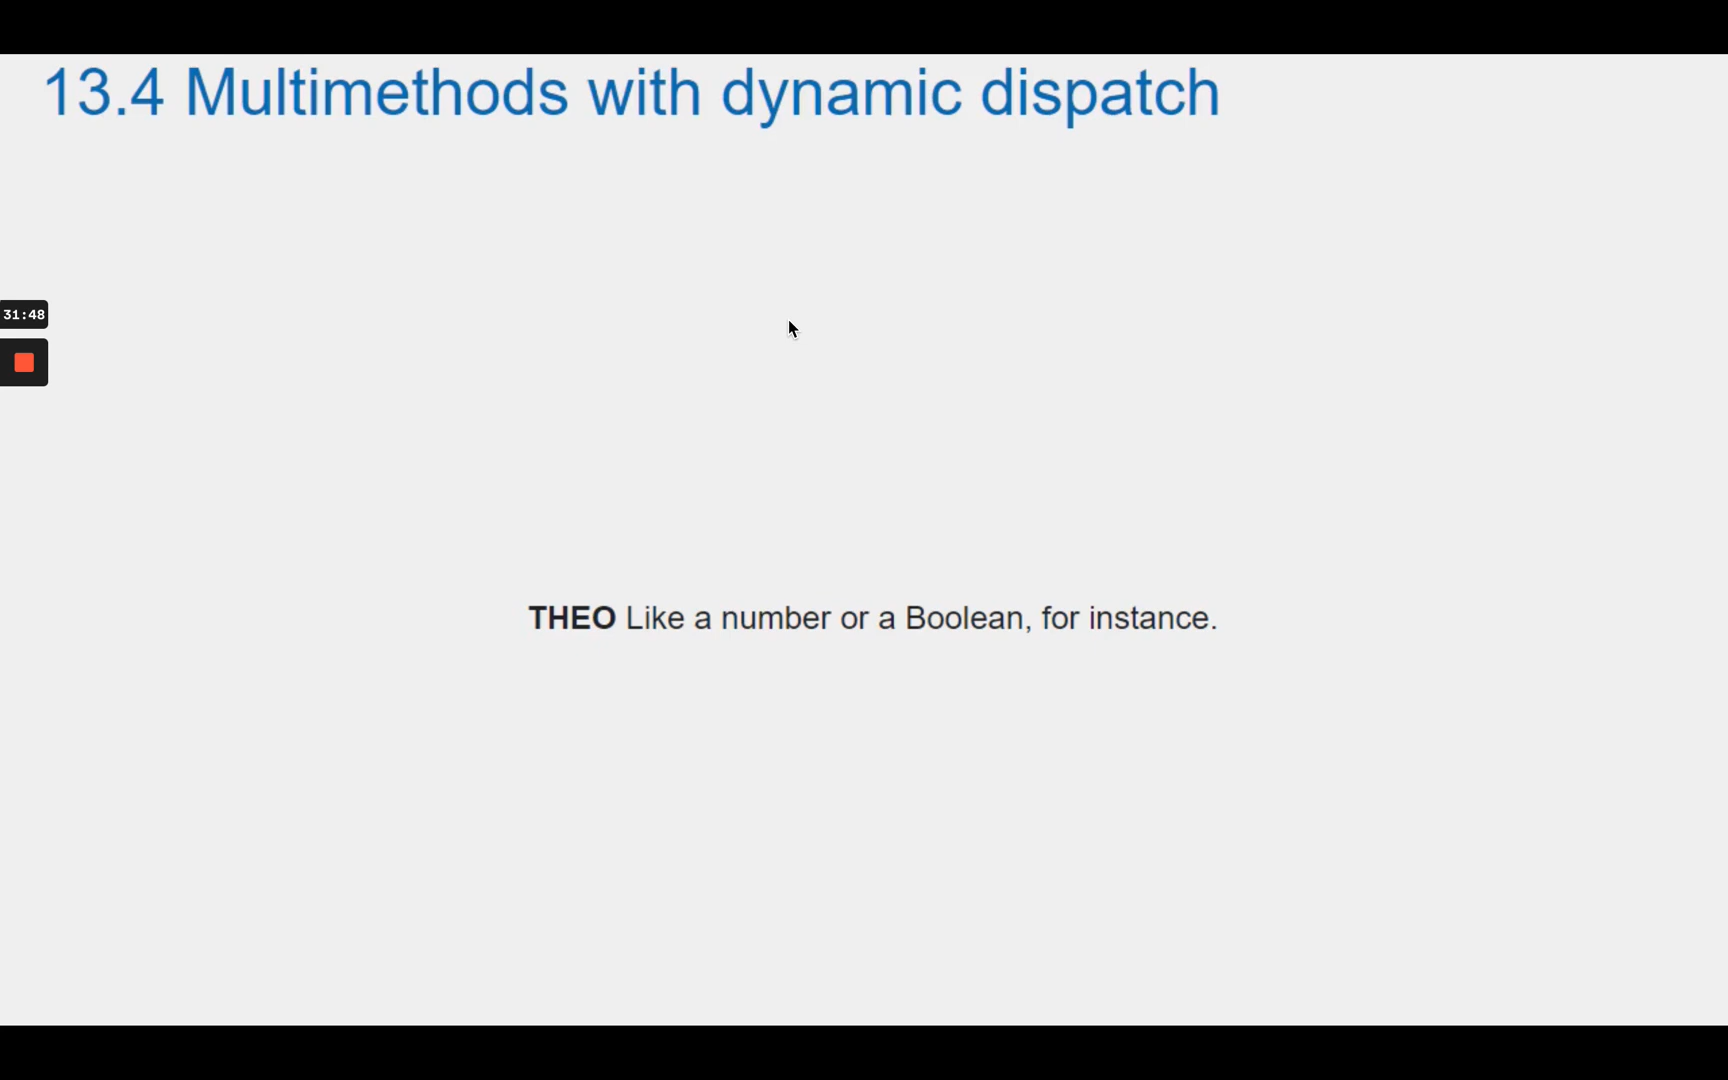 13.4 Multimethods with dynamic dispatch
31:48
THEO Like a number or a Boolean, for instance.